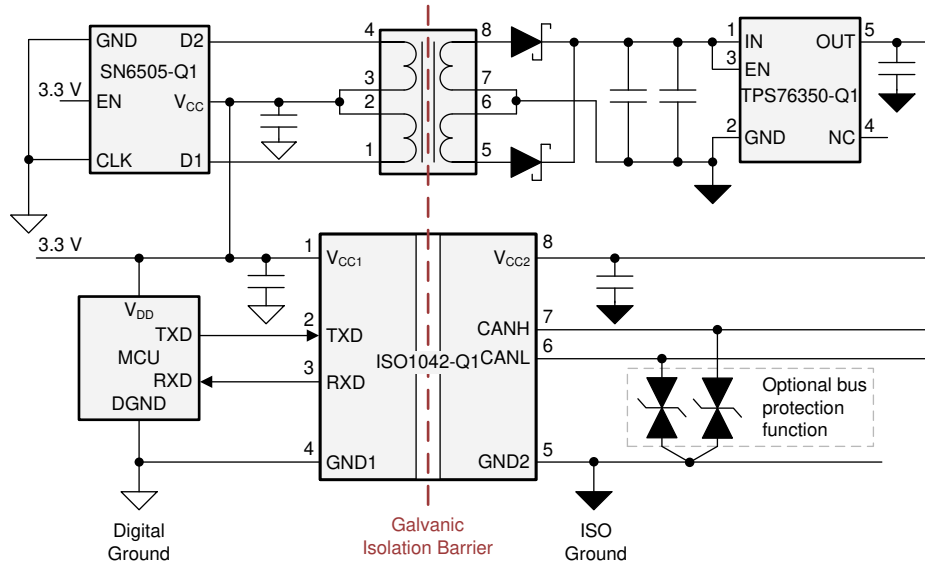 GND
D2
SN6505-Q1
3.3 V
EN
VCC
CLK
D1
4
3
2
1
8
7
6
5
1
IN
OUT
5
3
EN
TPS76350-Q1
2
GND
NC
4
3.3 V
1
VCC1
VCC2
8
VDD
TXD
2
TXD
MCU
RXD
3
RXD
DGND
ISO1042-Q1
CANH
7
CANL
6
4
GND1
GND2
5
Optional bus
protection
function
Digital
Ground
Galvanic
Isolation Barrier
ISO
Ground